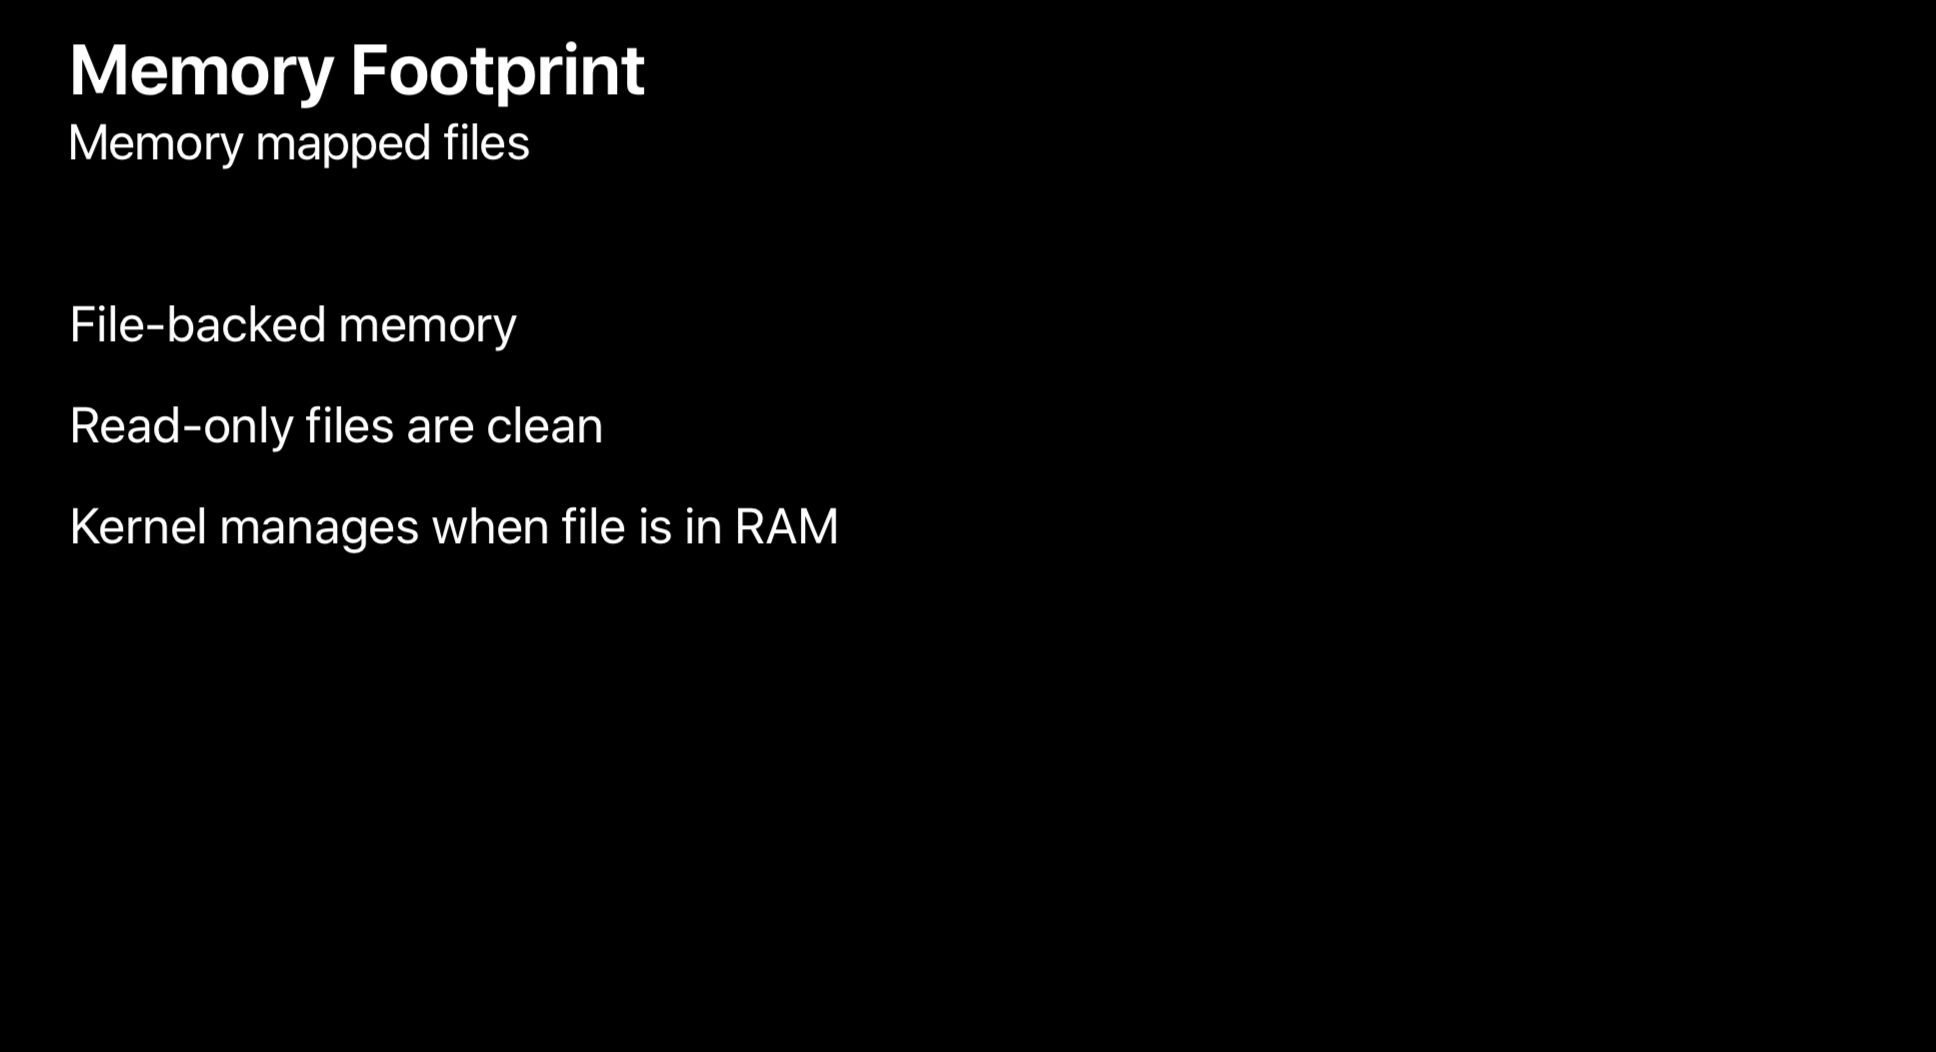 Memory Footprint
Memory mapped files
File-backed memory
Read-only files are clean
Kernel manages when file is in RAM